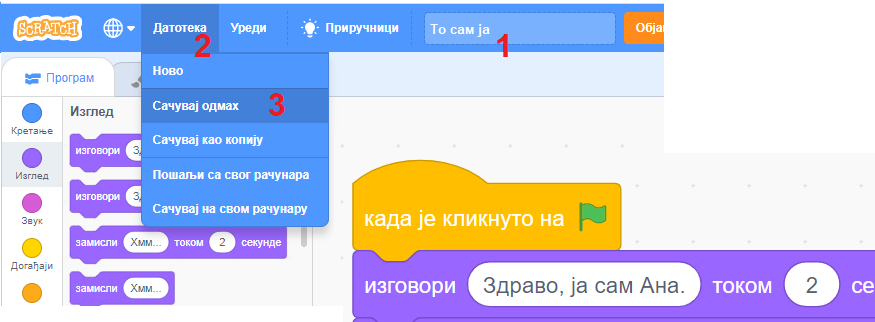 SCRATCH Датотека Уреди Приручници То сам ја Обја
2 1
Ново
Програм
Сачувај одмах 3
Изглед
Сачувај као копију
Кретање
изговори Зд
Пошаљи са свог рачунара
Изглед
изговори Зд
Сачувај на свом рачунару
Звук
замисли Хмм... током 2 секунде
Догађаји
замисли Хмм...
када је кликнуто на
изговори Здраво, ја сам Ана. током 2 се